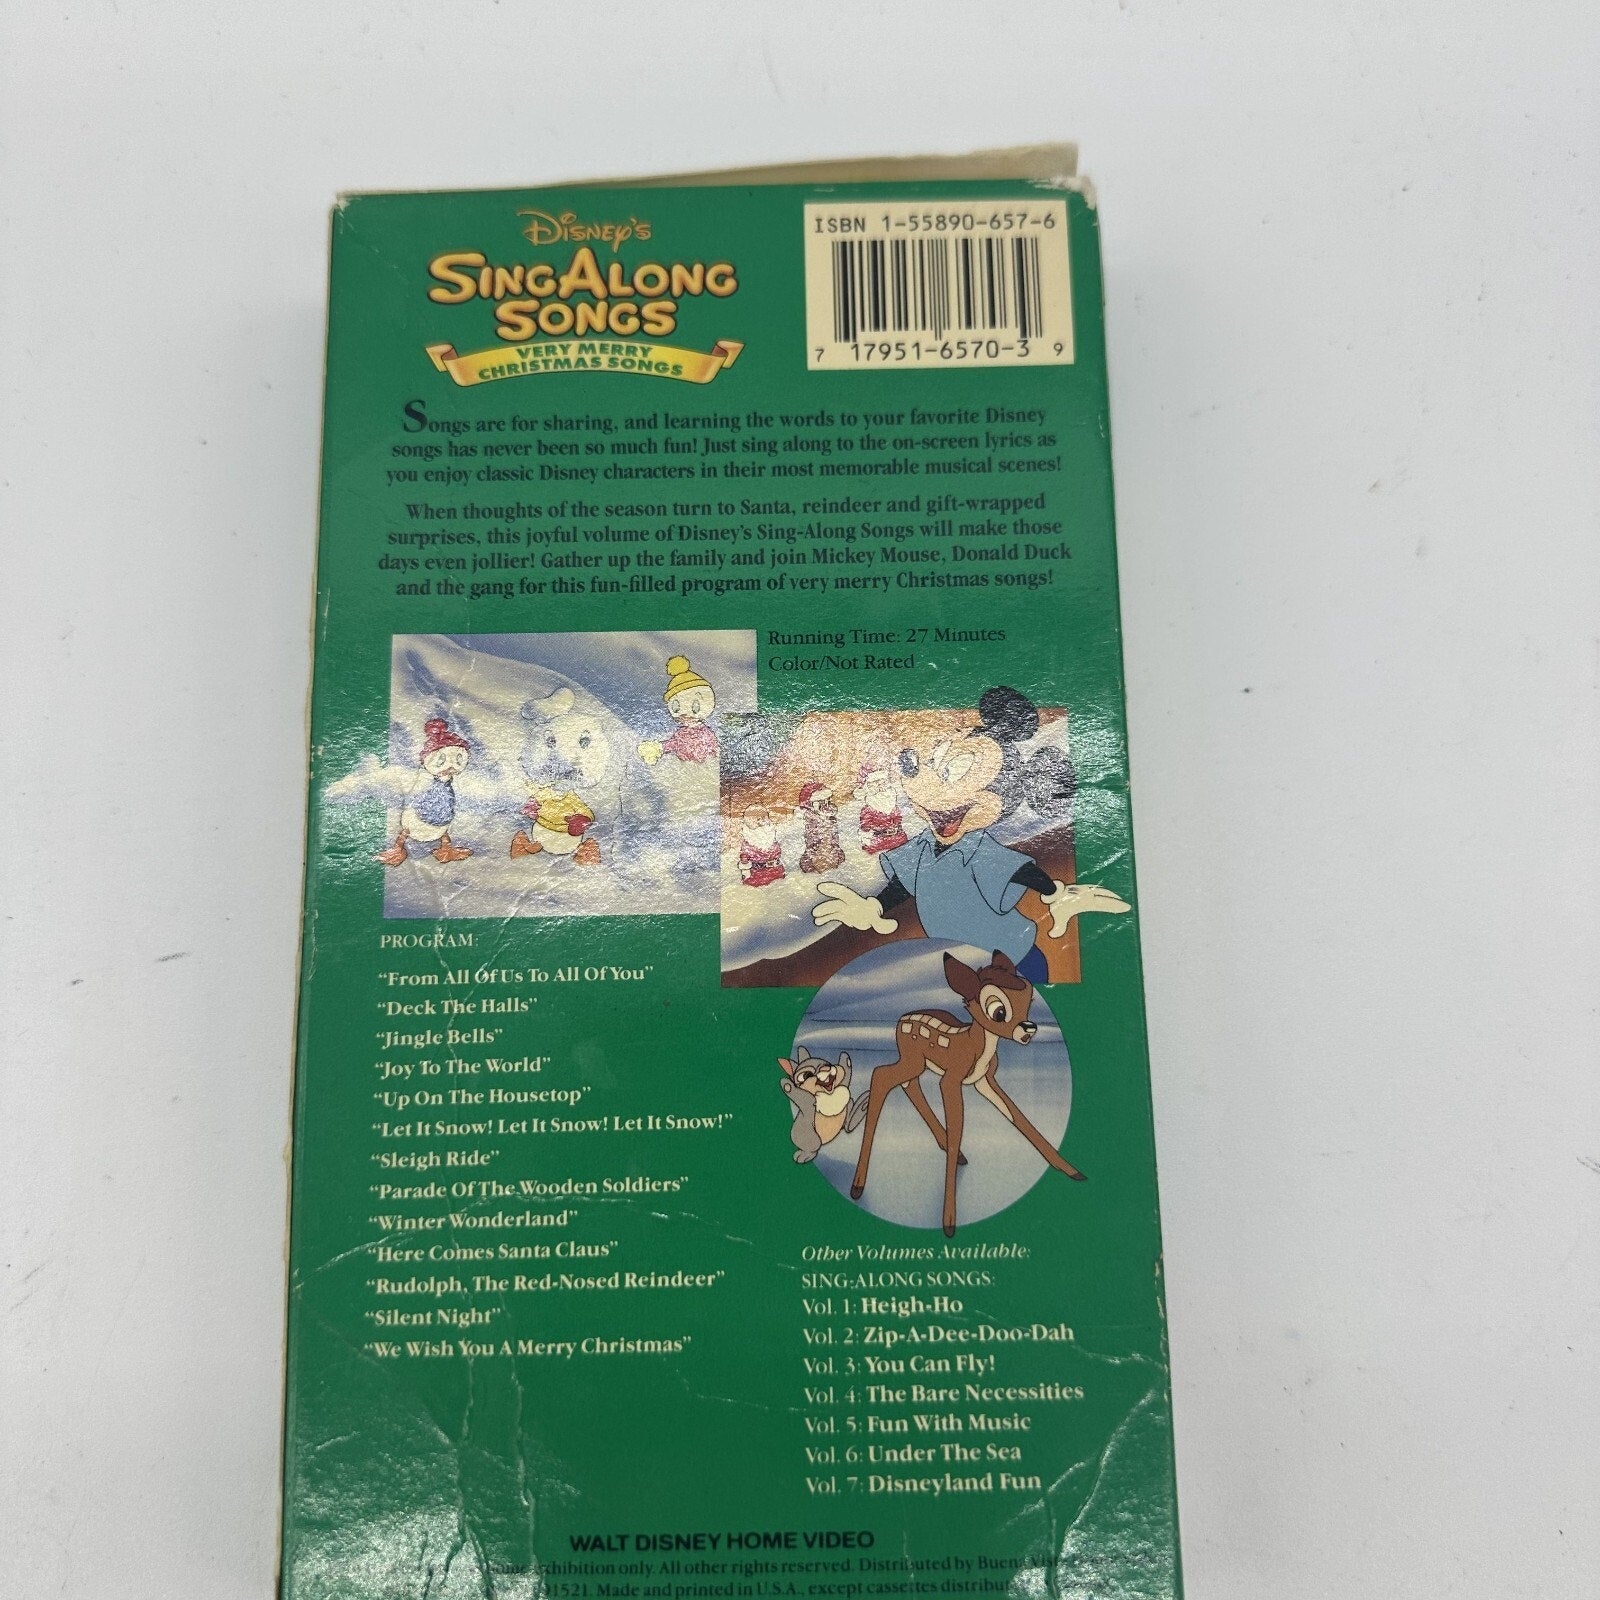 DISNEY'S
SING ALONG
SONGS
VERY MERRY
CHRISTMAS SONGS
ISBN 1-55890-657-6
7 17951-6570-3 9
Songs are for sharing, and learning the words to your favorite Disney
songs has never been so much fun! Just sing along to the on-screen lyrics as
you enjoy classic Disney characters in their most memorable musical scenes!
When thoughts of the season turn to Santa, reindeer and gift-wrapped
surprises, this joyful volume of Disney's Sing-Along Songs will make those
days even jollier! Gather up the family and join Mickey Mouse, Donald Duck
and the gang for this fun-filled program of very merry Christmas songs!
Running Time: 27 Minutes
Color/Not Rated
PROGRAM:
"From All Of Us To All Of You"
"Deck The Halls"
"Jingle Bells"
"Joy To The World"
"Up On The Housetop"
"Let It Snow! Let It Snow! Let It Snow!"
"Sleigh Ride"
"Parade Of The Wooden Soldiers"
"Winter Wonderland"
"Here Comes Santa Claus"
"Rudolph, The Red-Nosed Reindeer"
"Silent Night"
"We Wish You A Merry Christmas"
Other Volumes Available:
SING-ALONG SONGS:
Vol. 1: Heigh-Ho
Vol. 2: Zip-A-Dee-Doo-Dah
Vol. 3: You Can Fly!
Vol. 4: The Bare Necessities
Vol. 5: Fun With Music
Vol. 6: Under The Sea
Vol. 7: Disneyland Fun
WALT DISNEY HOME VIDEO
exhibition only. All other rights reserved. Distributed by Buena Vista
91521. Made and printed in U.S.A., except cassettes